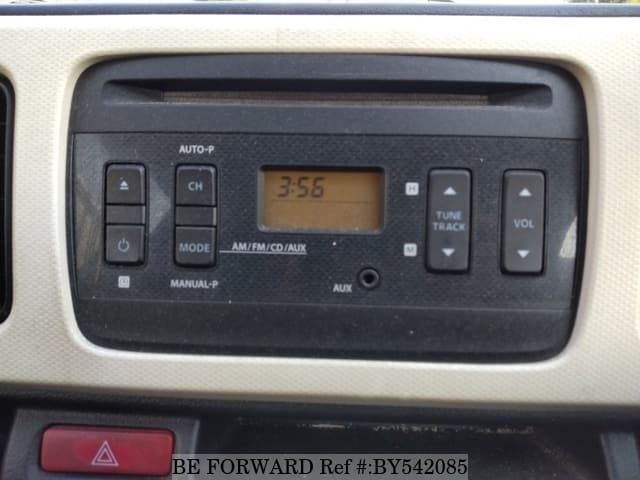 AUTO-P
CH
3:56
H
TUNE
TRACK
VOL
MODE
AM/FM/CD/AUX
M
MANUAL-P
AUX
BE FORWARD Ref #:BY542085